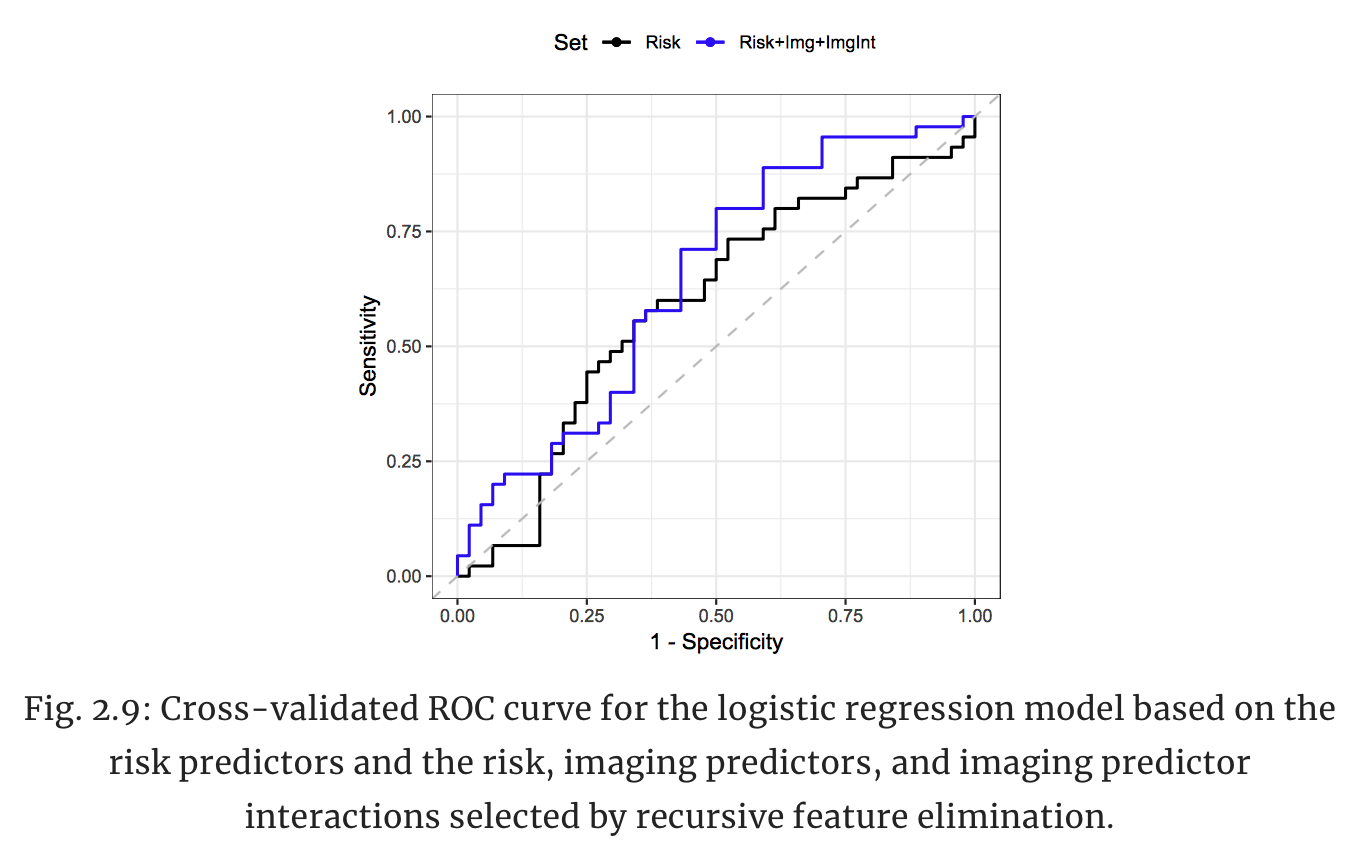 Set Risk Risk+Img+ImgInt
1.00
0.75
0.50
0.25
0.00
Sensitivity
0.00 0.25 0.50 0.75 1.00
1 - Specificity
Fig. 2.9: Cross-validated ROC curve for the logistic regression model based on the
risk predictors and the risk, imaging predictors, and imaging predictor
interactions selected by recursive feature elimination.